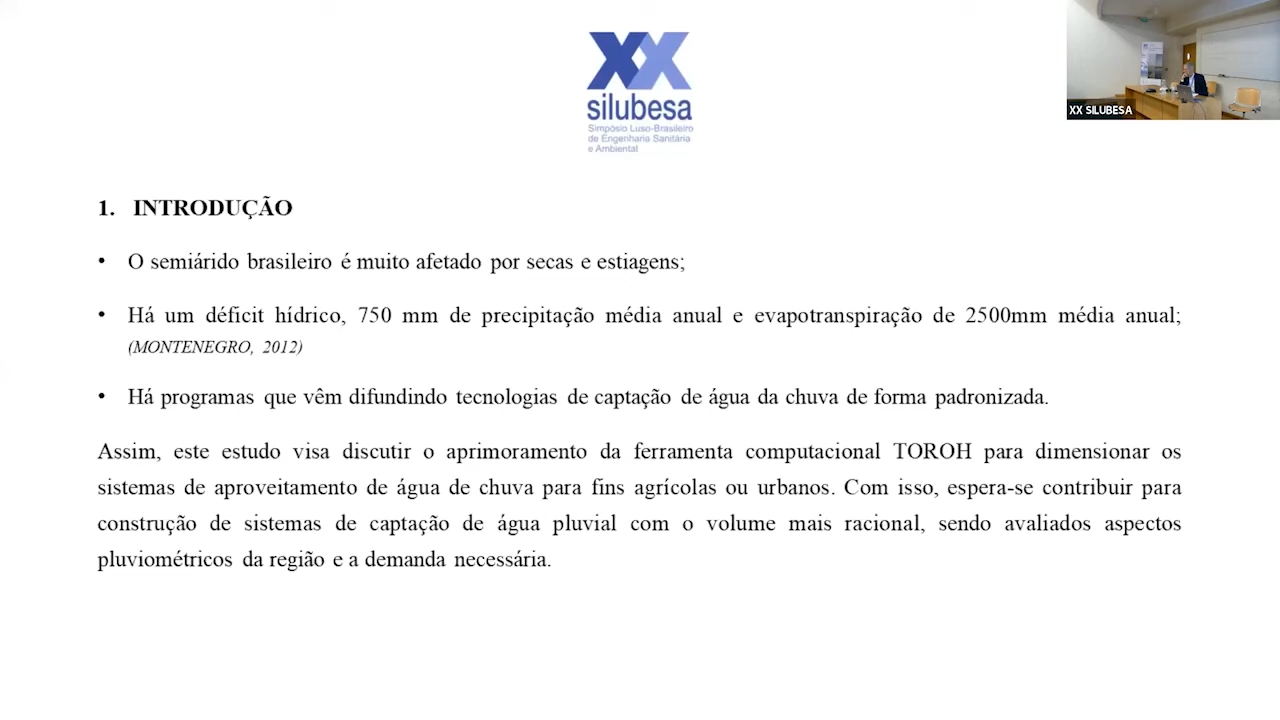 XX
silubesa
Simpósio Luso-Brasileiro
de Engenharia Sanitária
e Ambiental
XX SILUBESA
1. INTRODUÇÃO
• O semiárido brasileiro é muito afetado por secas e estiagens;
• Há um déficit hídrico, 750 mm de precipitação média anual e evapotranspiração de 2500mm média anual;
(MONTENEGRO, 2012)
• Há programas que vêm difundindo tecnologias de captação de água da chuva de forma padronizada.
Assim, este estudo visa discutir o aprimoramento da ferramenta computacional TOROH para dimensionar os
sistemas de aproveitamento de água de chuva para fins agrícolas ou urbanos. Com isso, espera-se contribuir para
construção de sistemas de captação de água pluvial com o volume mais racional, sendo avaliados aspectos
pluviométricos da região e a demanda necessária.